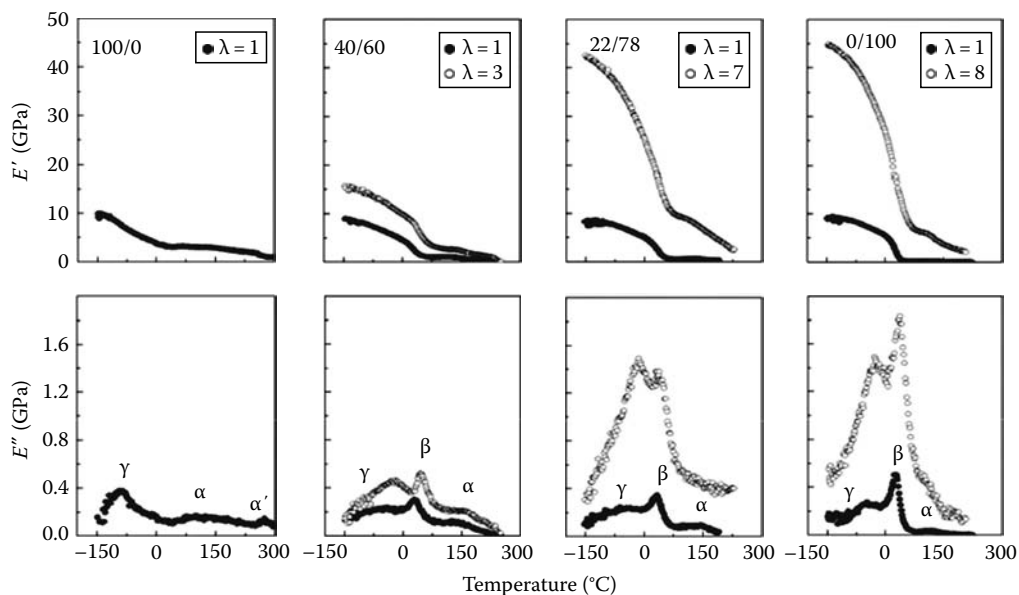 50
40
30
20
10
0
E′ (GPa)
100/0
λ = 1
40/60
λ = 1
λ = 3
22/78
λ = 1
λ = 7
0/100
λ = 1
λ = 8
1.6
1.2
0.8
0.4
0.0
E″ (GPa)
γ
α
α′
γ
β
α
γ
β
α
γ
β
α
−150 0 150 300
−150 0 150 300
−150 0 150 300
−150 0 150 300
Temperature (°C)